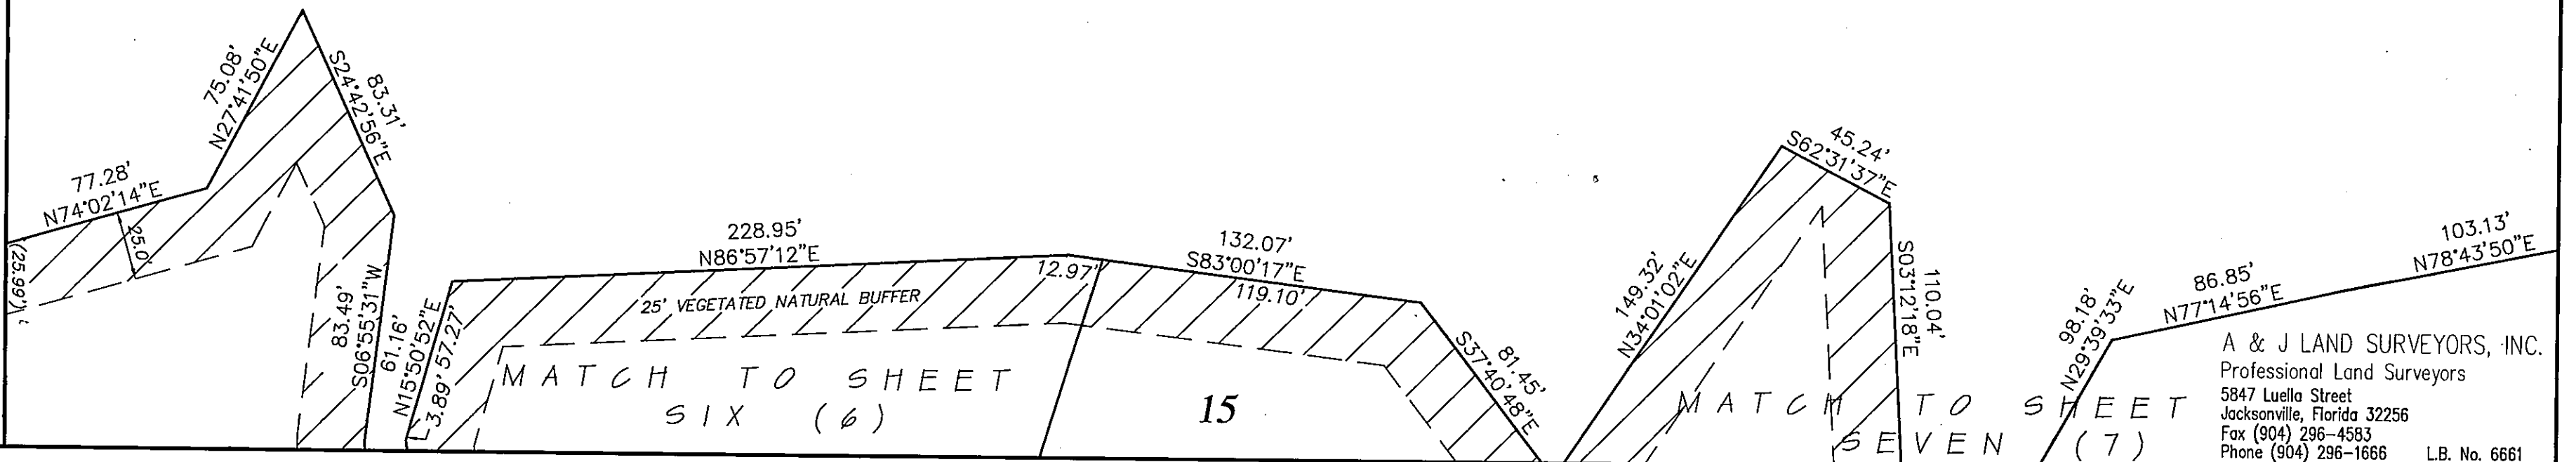 75.08'
N27°41'50"E
S24°42'56"E
83.31'
77.28'
N74°02'14"E
25.0'
(25.99')
83.49'
S06°55'31"W
61.16'
N15°50'52"E
3.89'
57.27'
228.95'
N86°57'12"E
12.97'
25' VEGETATED NATURAL BUFFER
132.07'
S83°00'17"E
119.10'
81.45'
S37°40'48"E
MATCH TO SHEET
SIX (6)
15
149.32'
N34°01'02"E
45.24'
S62°31'37"E
110.04'
S03°12'18"E
98.18'
N29°39'33"E
86.85'
N77°14'56"E
103.13'
N78°43'50"E
MATCH TO SHEET
SEVEN (7)
A & J LAND SURVEYORS, INC.
Professional Land Surveyors
5847 Luella Street
Jacksonville, Florida 32256
Fax (904) 296-4583
Phone (904) 296-1666 L.B. No. 6661